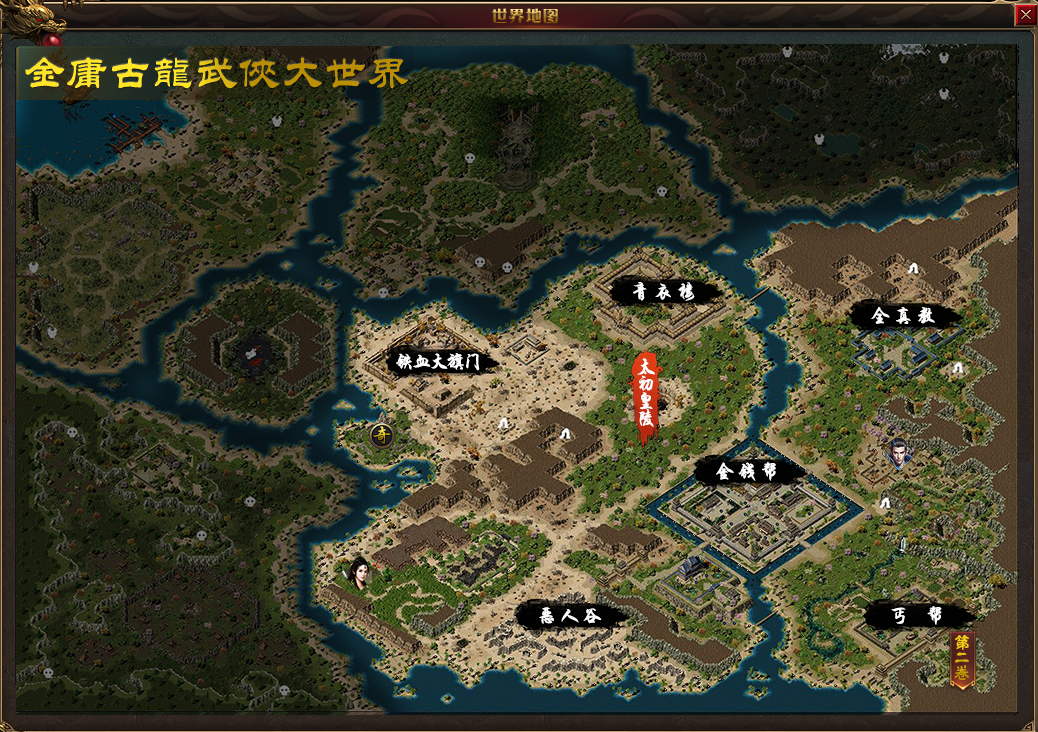 世界地图
金庸古龍武俠大世界
青衣楼
全真教
铁血大旗门
太初皇陵
奇
金钱帮
恶人谷
丐帮
第二卷